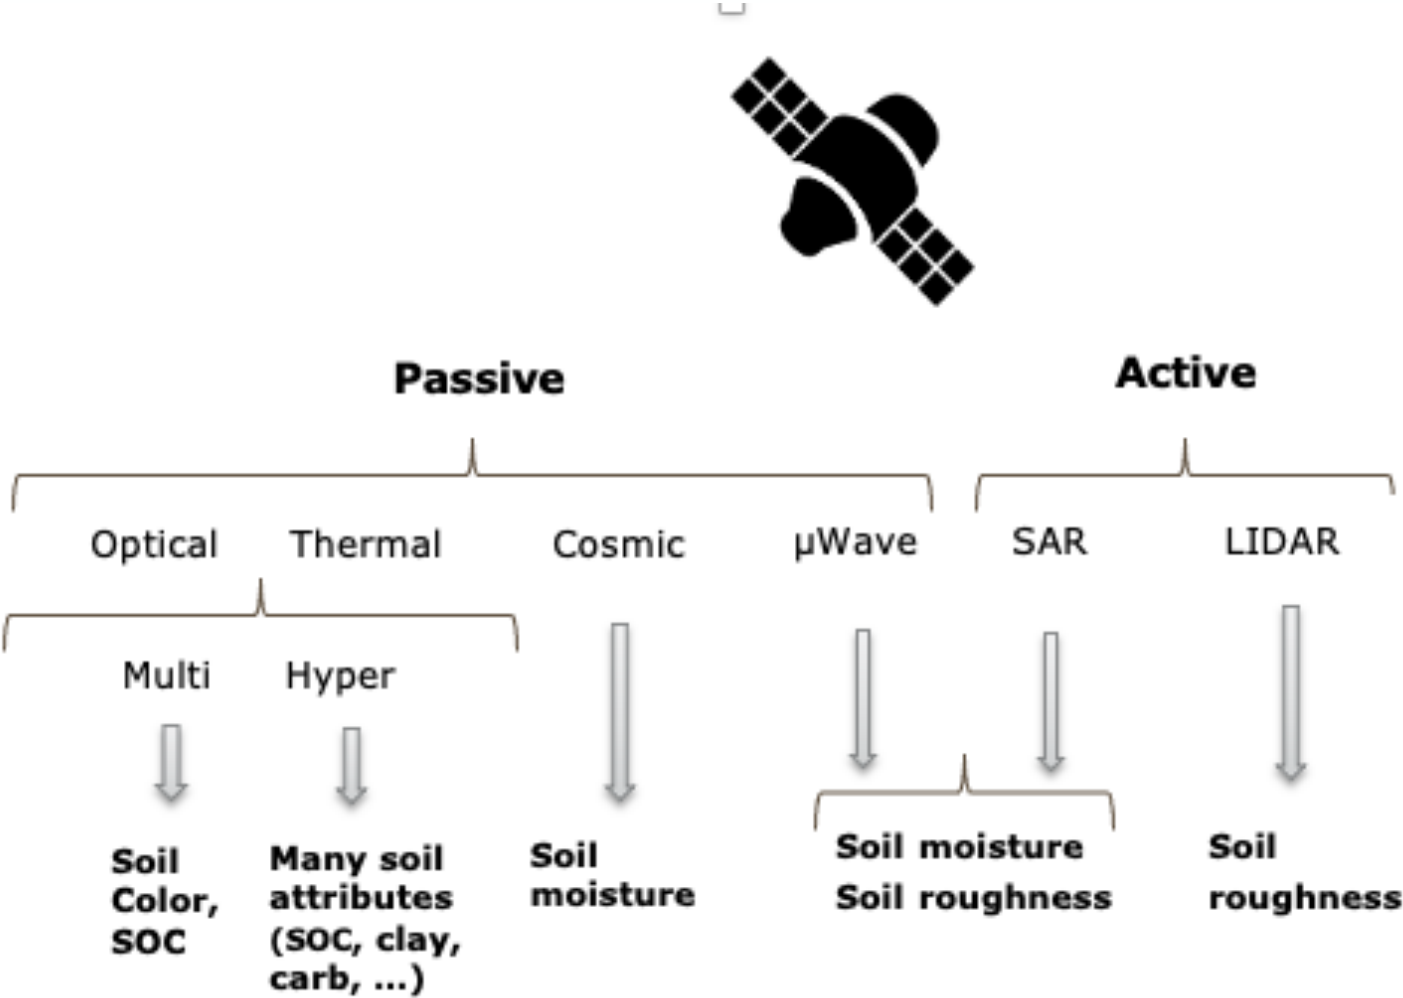 Passive
Active
Optical
Thermal
Cosmic
µWave
SAR
LIDAR
Multi
Hyper
Soil
Color,
SOC
Many soil
attributes
(SOC, clay,
carb, ...)
Soil
moisture
Soil moisture
Soil roughness
Soil
roughness